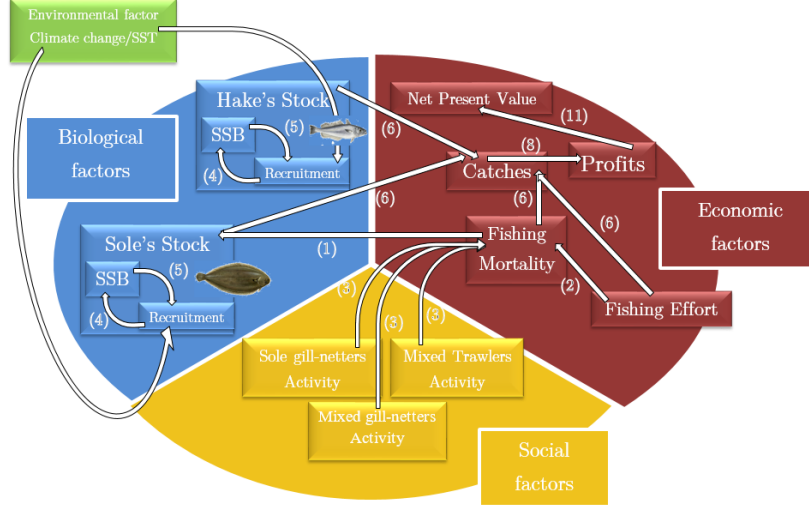 Environmental factor
Climate change/SST
Hake's Stock
SSB
(5)
(4)
Recruitment
Biological
factors
(6)
Net Present Value
(11)
(8)
Catches
Profits
(6)
(6)
(6)
Economic
factors
Sole's Stock
SSB
(5)
(4)
Recruitment
(1)
Fishing
Mortality
(2)
Fishing Effort
(3)
(3)
(3)
Sole gill-netters
Activity
Mixed Trawlers
Activity
Mixed gill-netters
Activity
Social
factors